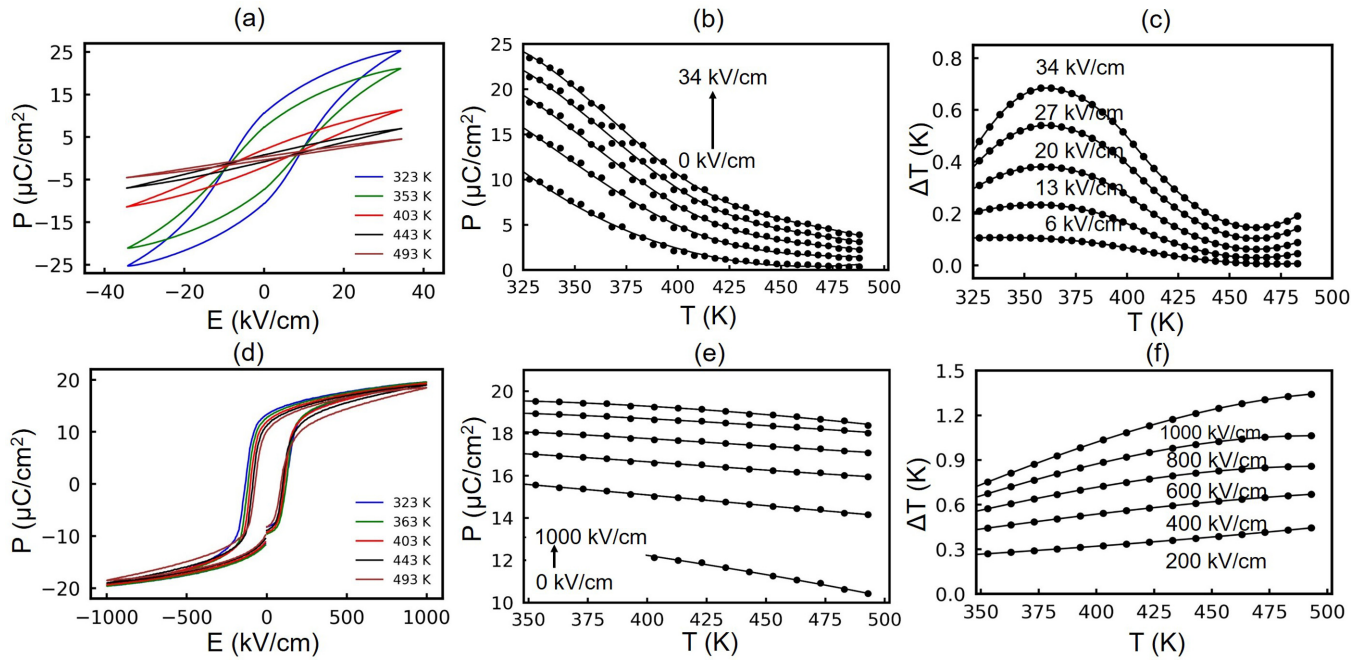 (a)
25
15
5
−5
−15
−25
P (μC/cm²)
323 K
353 K
403 K
443 K
493 K
−40 −20 0 20 40
E (kV/cm)
(b)
25
20
15
10
5
0
P (μC/cm²)
34 kV/cm
0 kV/cm
325 350 375 400 425 450 475 500
T (K)
(c)
0.8
0.6
0.4
0.2
0.0
ΔT (K)
34 kV/cm
27 kV/cm
20 kV/cm
13 kV/cm
6 kV/cm
325 350 375 400 425 450 475 500
T (K)
(d)
20
10
0
−10
−20
P (μC/cm²)
323 K
363 K
403 K
443 K
493 K
−1000 −500 0 500 1000
E (kV/cm)
(e)
20
18
16
14
12
10
P (μC/cm²)
1000 kV/cm
0 kV/cm
350 375 400 425 450 475 500
T (K)
(f)
1.5
1.2
0.9
0.6
0.3
0.0
ΔT (K)
1000 kV/cm
800 kV/cm
600 kV/cm
400 kV/cm
200 kV/cm
350 375 400 425 450 475 500
T (K)